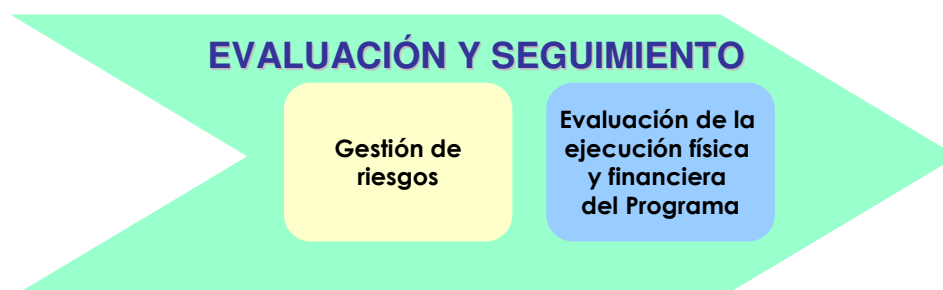 EVALUACIÓN Y SEGUIMIENTO
Gestión de
riesgos
Evaluación de la
ejecución física
y financiera
del Programa